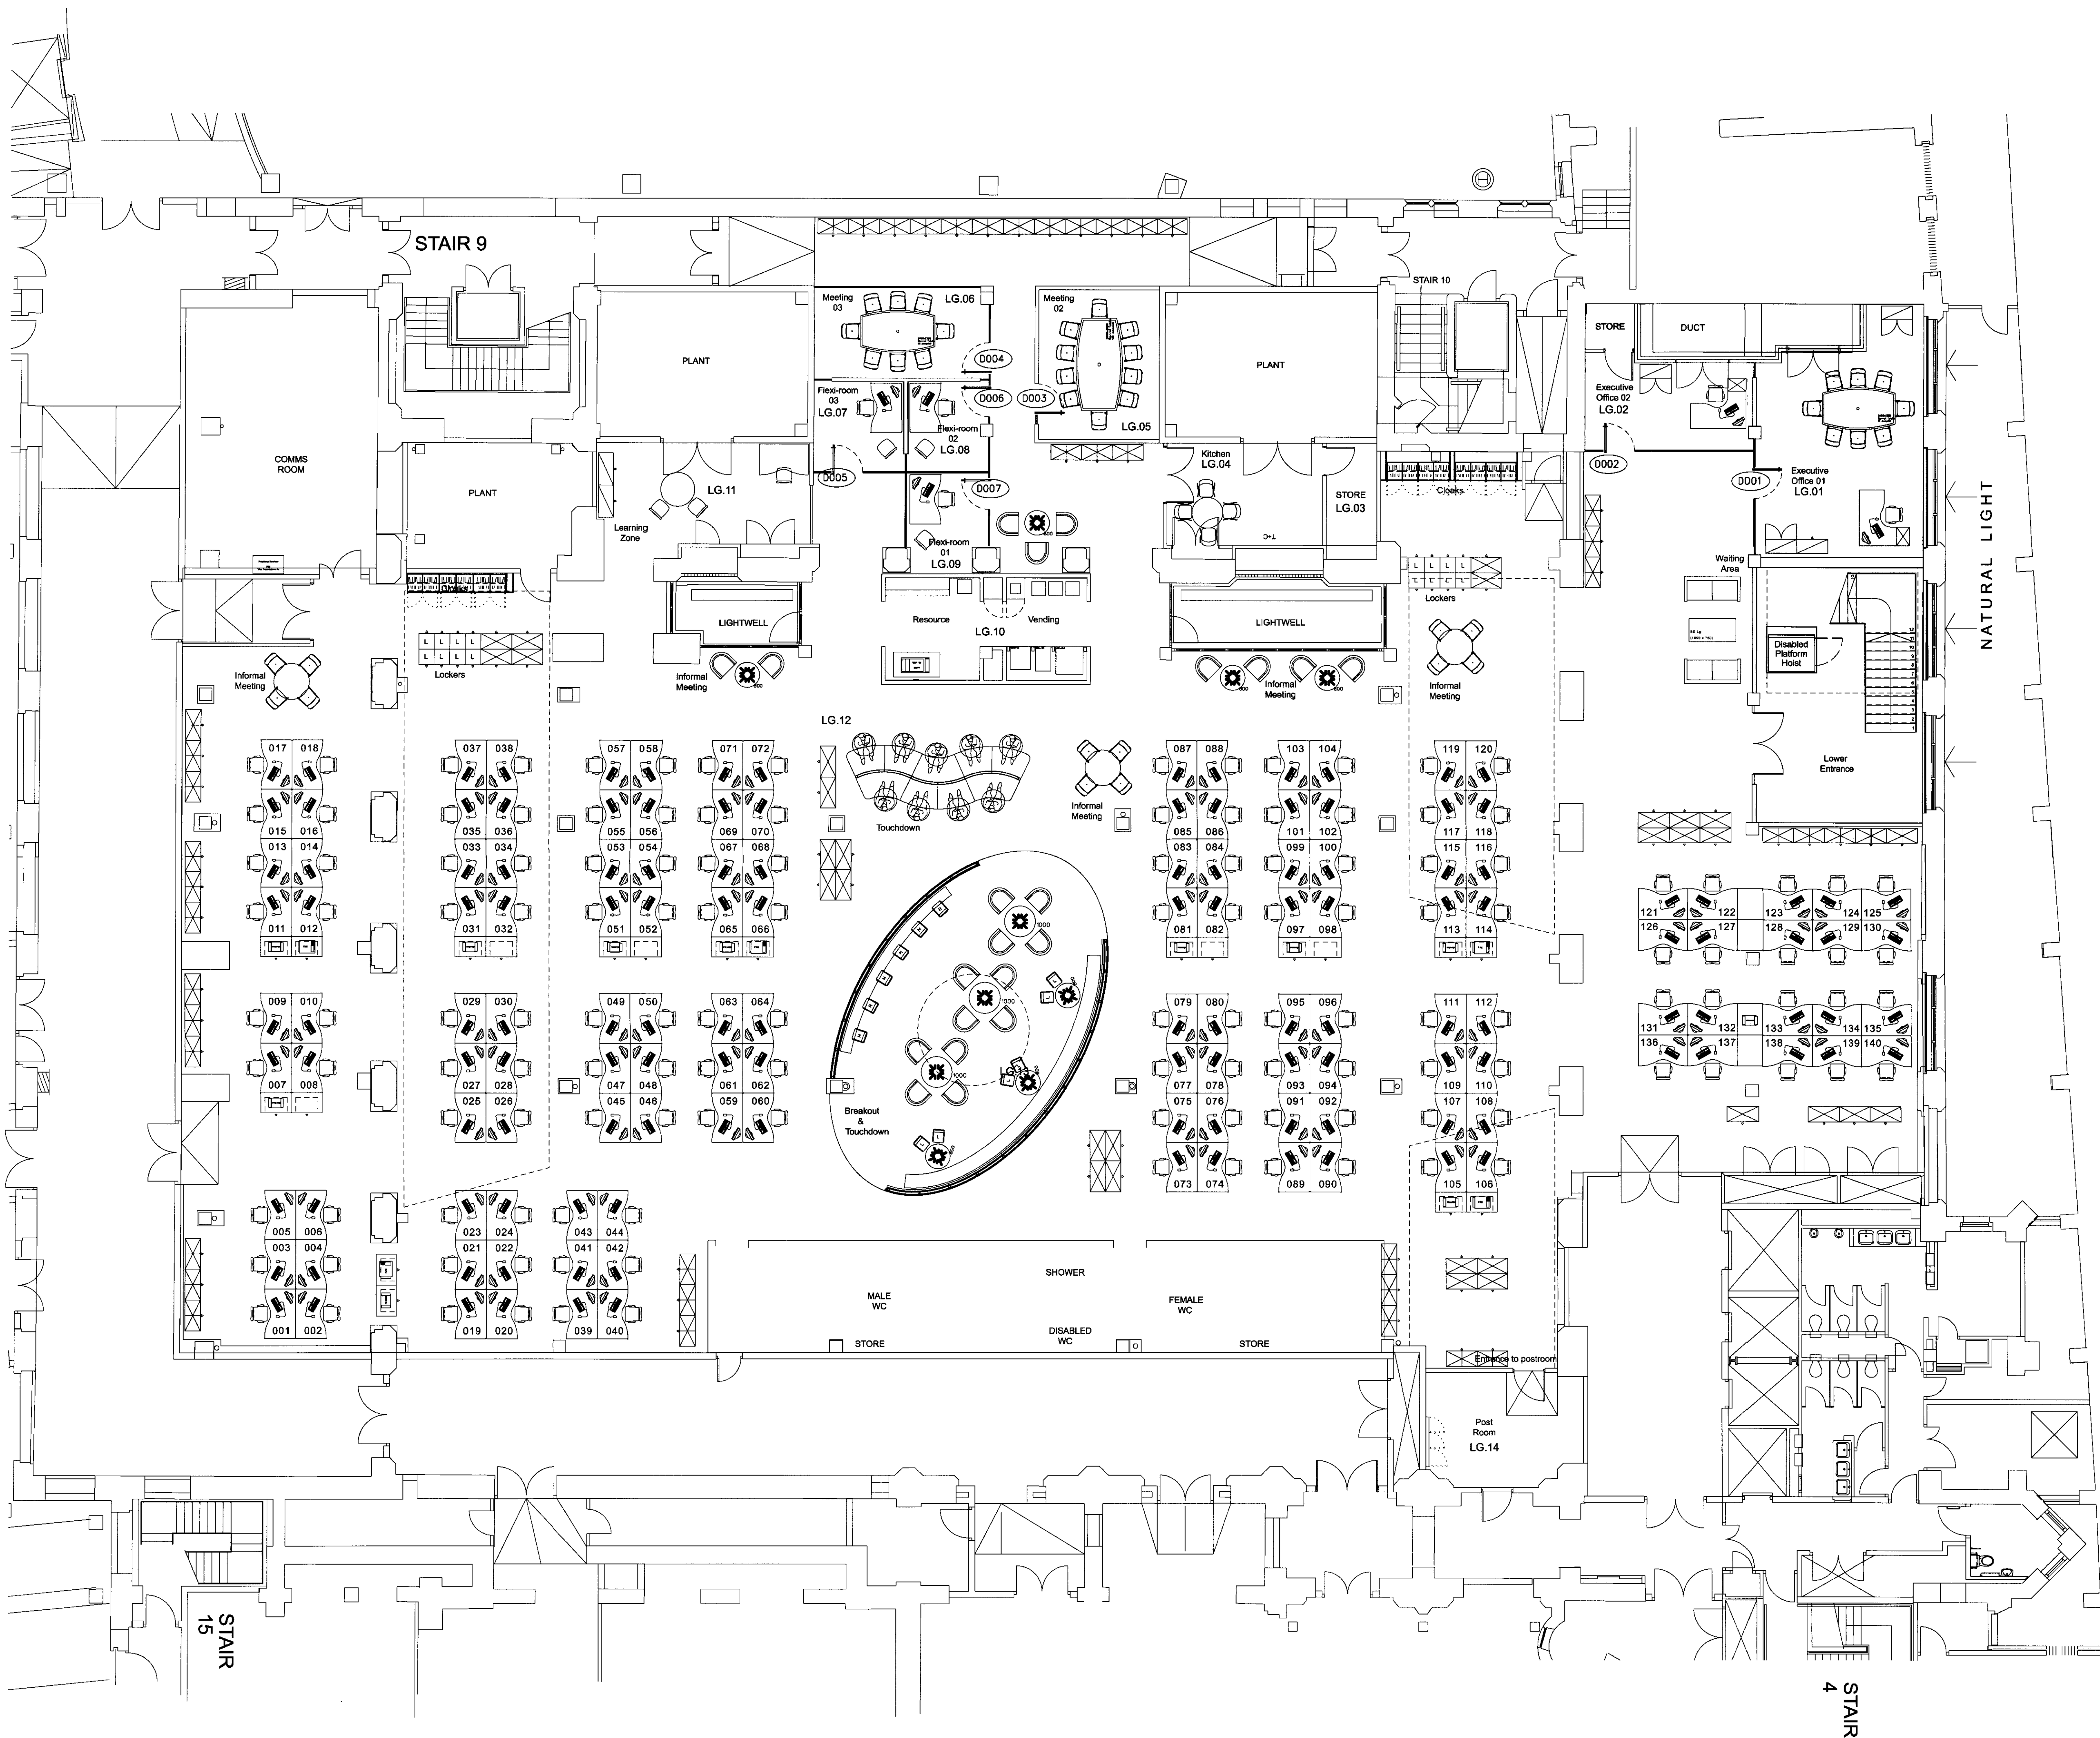 STAIR 9
STAIR 10
Meeting
03
LG.06
Meeting
02
D004
D006
D003
LG.05
PLANT
PLANT
STORE
DUCT
Executive
Office 02
LG.02
D002
D001
Executive
Office 01
LG.01
NATURAL LIGHT
Flexi-room
03
LG.07
Flexi-room
02
LG.08
D005
D007
Flexi-room
01
LG.09
COMMS
ROOM
PLANT
LG.11
Learning
Zone
Kitchen
LG.04
STORE
LG.03
T+C
Cloaks
Cloaks
Waiting
Area
Lockers
Lockers
LIGHTWELL
LIGHTWELL
Resource
Vending
LG.10
Disabled
Platform
Hoist
Lower
Entrance
Informal
Meeting
Informal
Meeting
Informal
Meeting
Informal
Meeting
LG.12
Touchdown
Informal
Meeting
600
600
600
600
017 018
015 016
013 014
011 012
009 010
007 008
005 006
003 004
001 002
037 038
035 036
033 034
031 032
029 030
027 028
025 026
023 024
021 022
019 020
057 058
055 056
053 054
051 052
049 050
047 048
045 046
043 044
041 042
039 040
071 072
069 070
067 068
065 066
063 064
061 062
059 060
087 088
085 086
083 084
081 082
079 080
077 078
075 076
073 074
103 104
101 102
099 100
097 098
095 096
093 094
091 092
089 090
119 120
117 118
115 116
113 114
111 112
109 110
107 108
105 106
121 122 123 124 125
126 127 128 129 130
131 132 133 134 135
136 137 138 139 140
1000
1000
1000
Breakout
&
Touchdown
SHOWER
MALE
WC
FEMALE
WC
DISABLED
WC
STORE
STORE
Entrance to postroom
Post
Room
LG.14
STAIR
15
STAIR
4